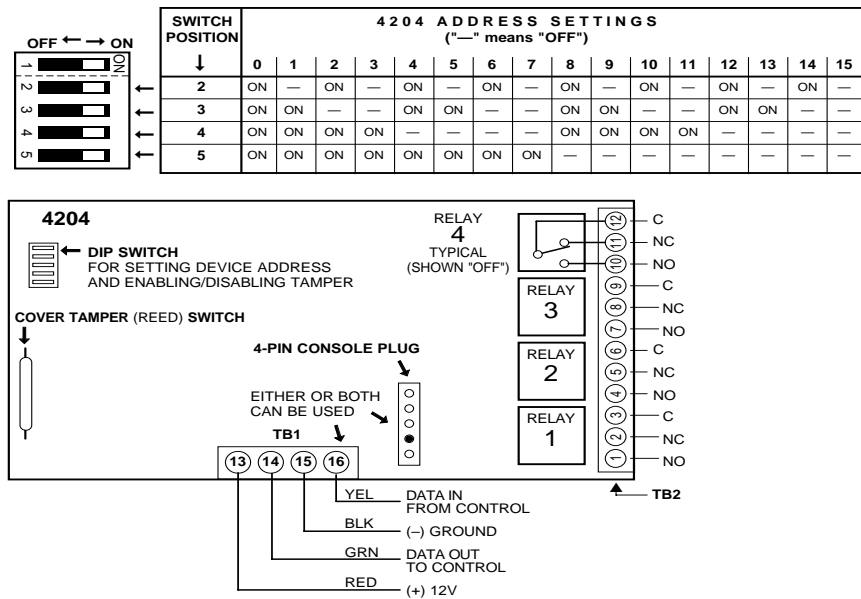 OFF ← → ON
ON
1
2
3
4
5
SWITCH POSITION ↓
4204 ADDRESS SETTINGS
("—" means "OFF")
0 1 2 3 4 5 6 7 8 9 10 11 12 13 14 15
2 ON — ON — ON — ON — ON — ON — ON — ON —
3 ON ON — — ON ON — — ON ON — — ON ON — —
4 ON ON ON ON — — — — ON ON ON ON — — — —
5 ON ON ON ON ON ON ON ON — — — — — — — —
4204
DIP SWITCH
FOR SETTING DEVICE ADDRESS
AND ENABLING/DISABLING TAMPER
COVER TAMPER (REED) SWITCH
4-PIN CONSOLE PLUG
EITHER OR BOTH
CAN BE USED
TB1
13 14 15 16
RELAY
4
TYPICAL
(SHOWN "OFF")
RELAY
3
RELAY
2
RELAY
1
12 C
11 NC
10 NO
9 C
8 NC
7 NO
6 C
5 NC
4 NO
3 C
2 NC
1 NO
TB2
YEL DATA IN
FROM CONTROL
BLK (–) GROUND
GRN DATA OUT
TO CONTROL
RED (+) 12V